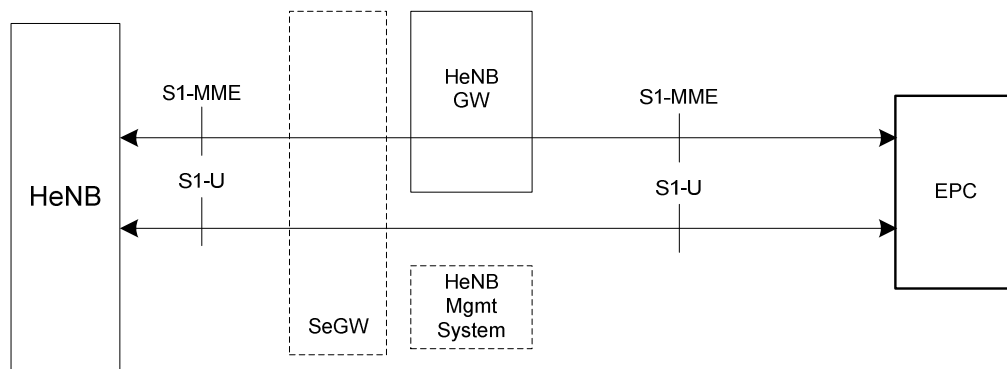 HeNB
S1-MME
S1-U
SeGW
HeNB
GW
HeNB
Mgmt
System
S1-MME
S1-U
EPC